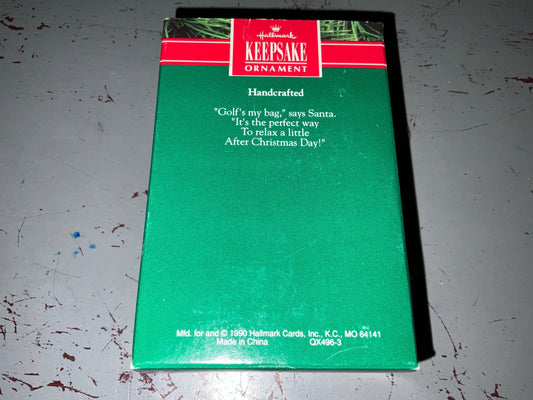 Hallmark
KEEPSAKE
ORNAMENT
Handcrafted
"Golf's my bag," says Santa.
"It's the perfect way
To relax a little
After Christmas Day!"
Mfd. for and © 1990 Hallmark Cards, Inc., K.C., MO 64141
Made in China QX496-3